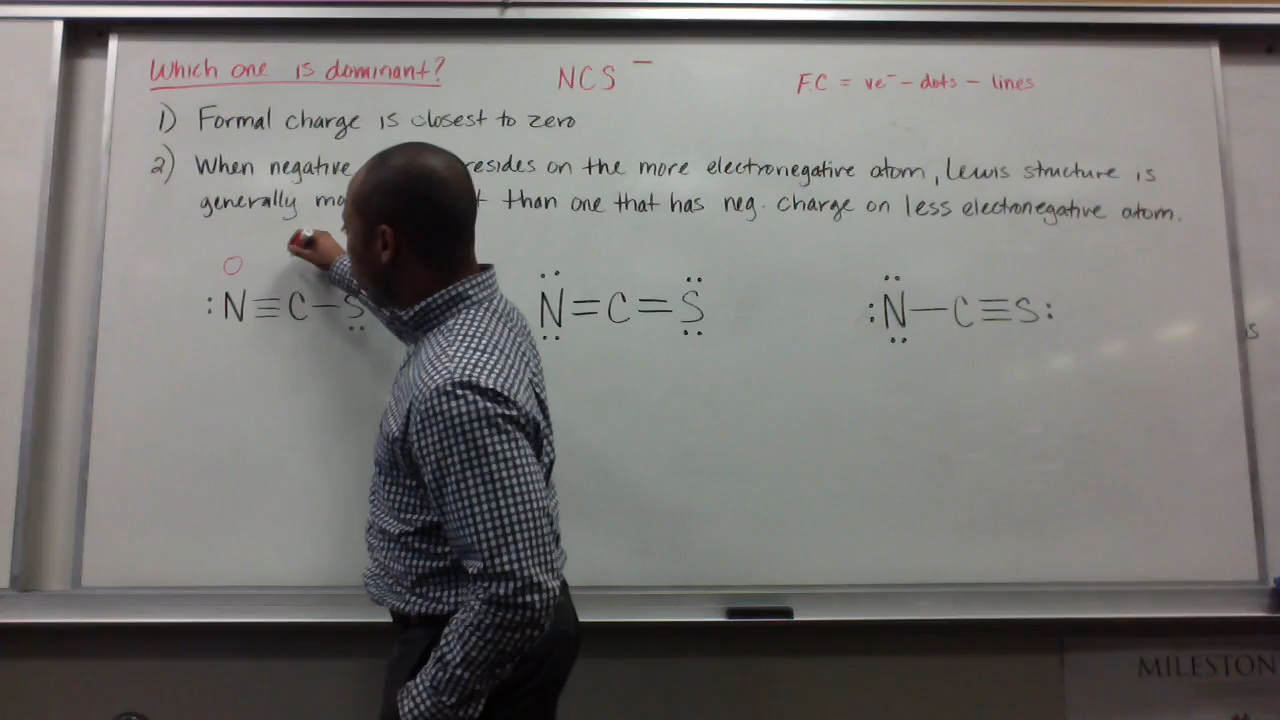 Which one is dominant?
NCS⁻
F.C = ve⁻ - dots - lines
1) Formal charge is closest to zero
2) When negative resides on the more electronegative atom, Lewis structure is
generally than one that has neg. charge on less electronegative atom.
0
:N≡C-S
N=C=S
:N-C≡S:
MILESTON